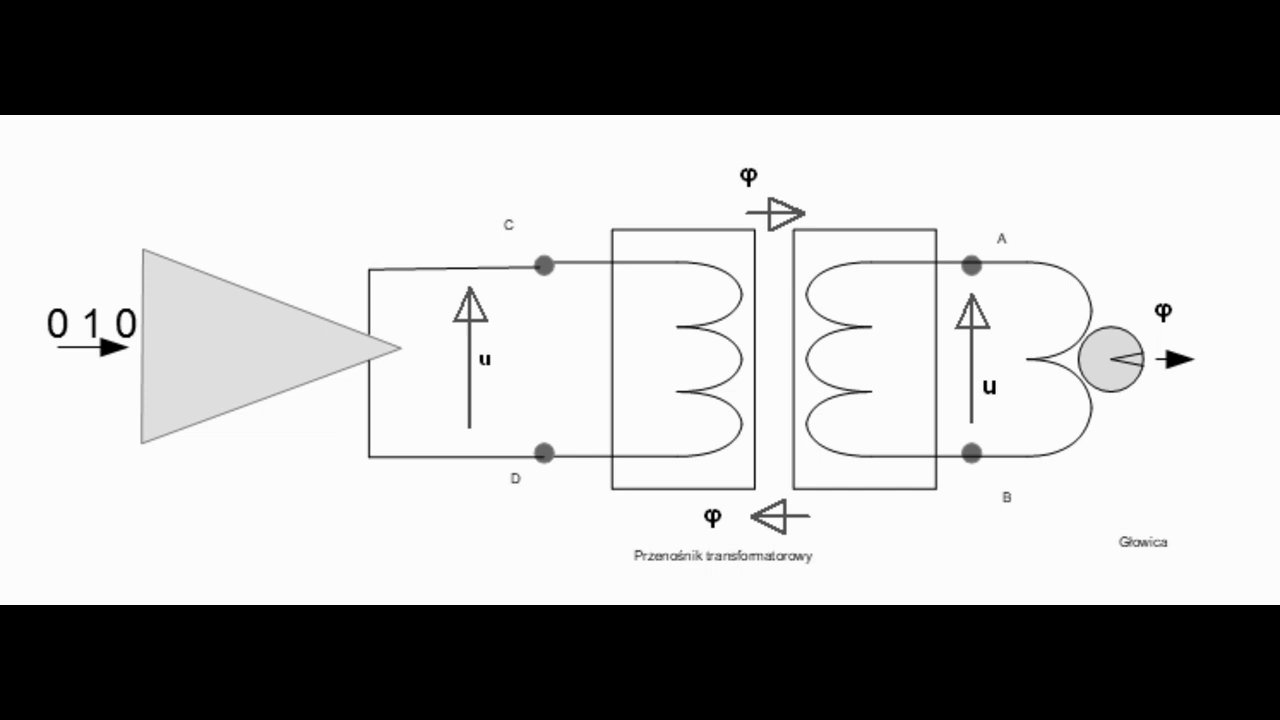 φ
C
A
0 1 0
φ
u
u
D
B
φ
Głowica
Przenośnik transformatorowy